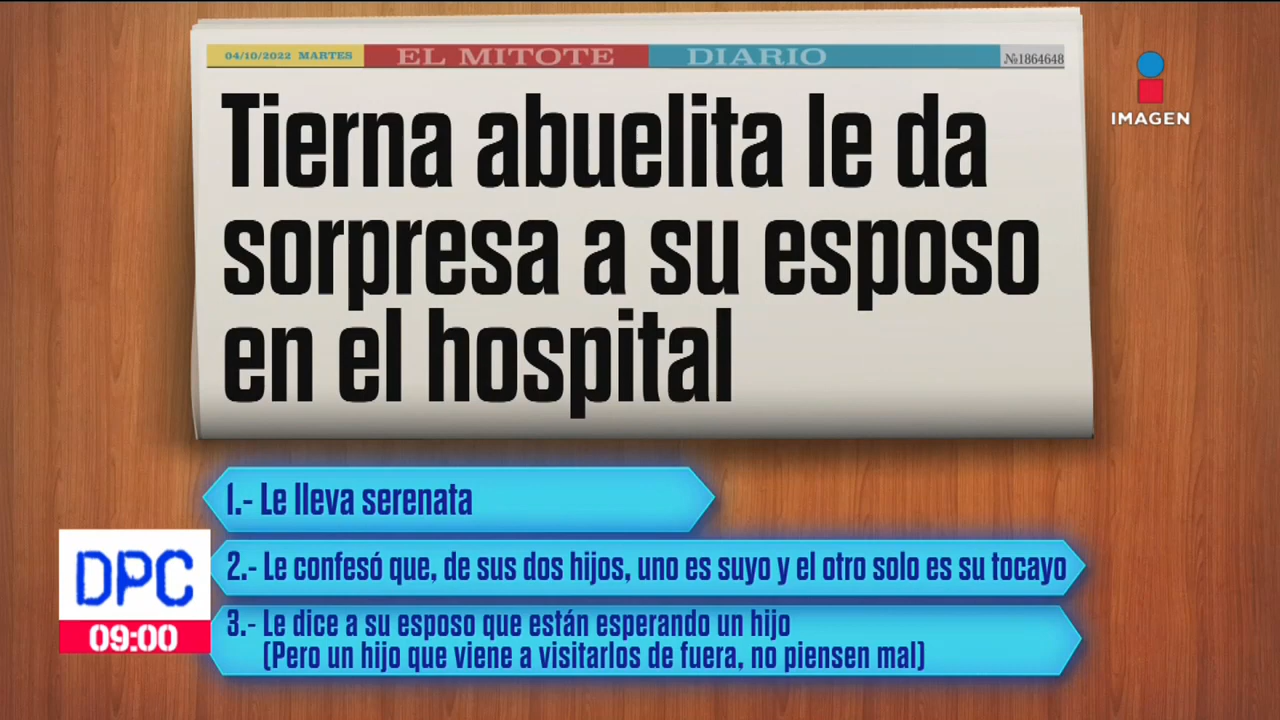 04/10/2022 MARTES EL MITOTE DIARIO №1864648
Tierna abuelita le da
sorpresa a su esposo
en el hospital
IMAGEN
1.- Le lleva serenata
2.- Le confesó que, de sus dos hijos, uno es suyo y el otro solo es su tocayo
3.- Le dice a su esposo que están esperando un hijo
(Pero un hijo que viene a visitarlos de fuera, no piensen mal)
DPC
09:00